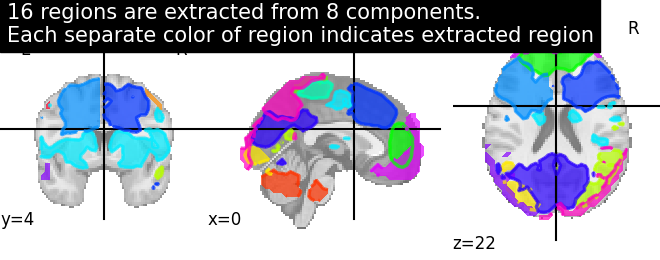 16 regions are extracted from 8 components.
Each separate color of region indicates extracted region
R
y=4
x=0
z=22